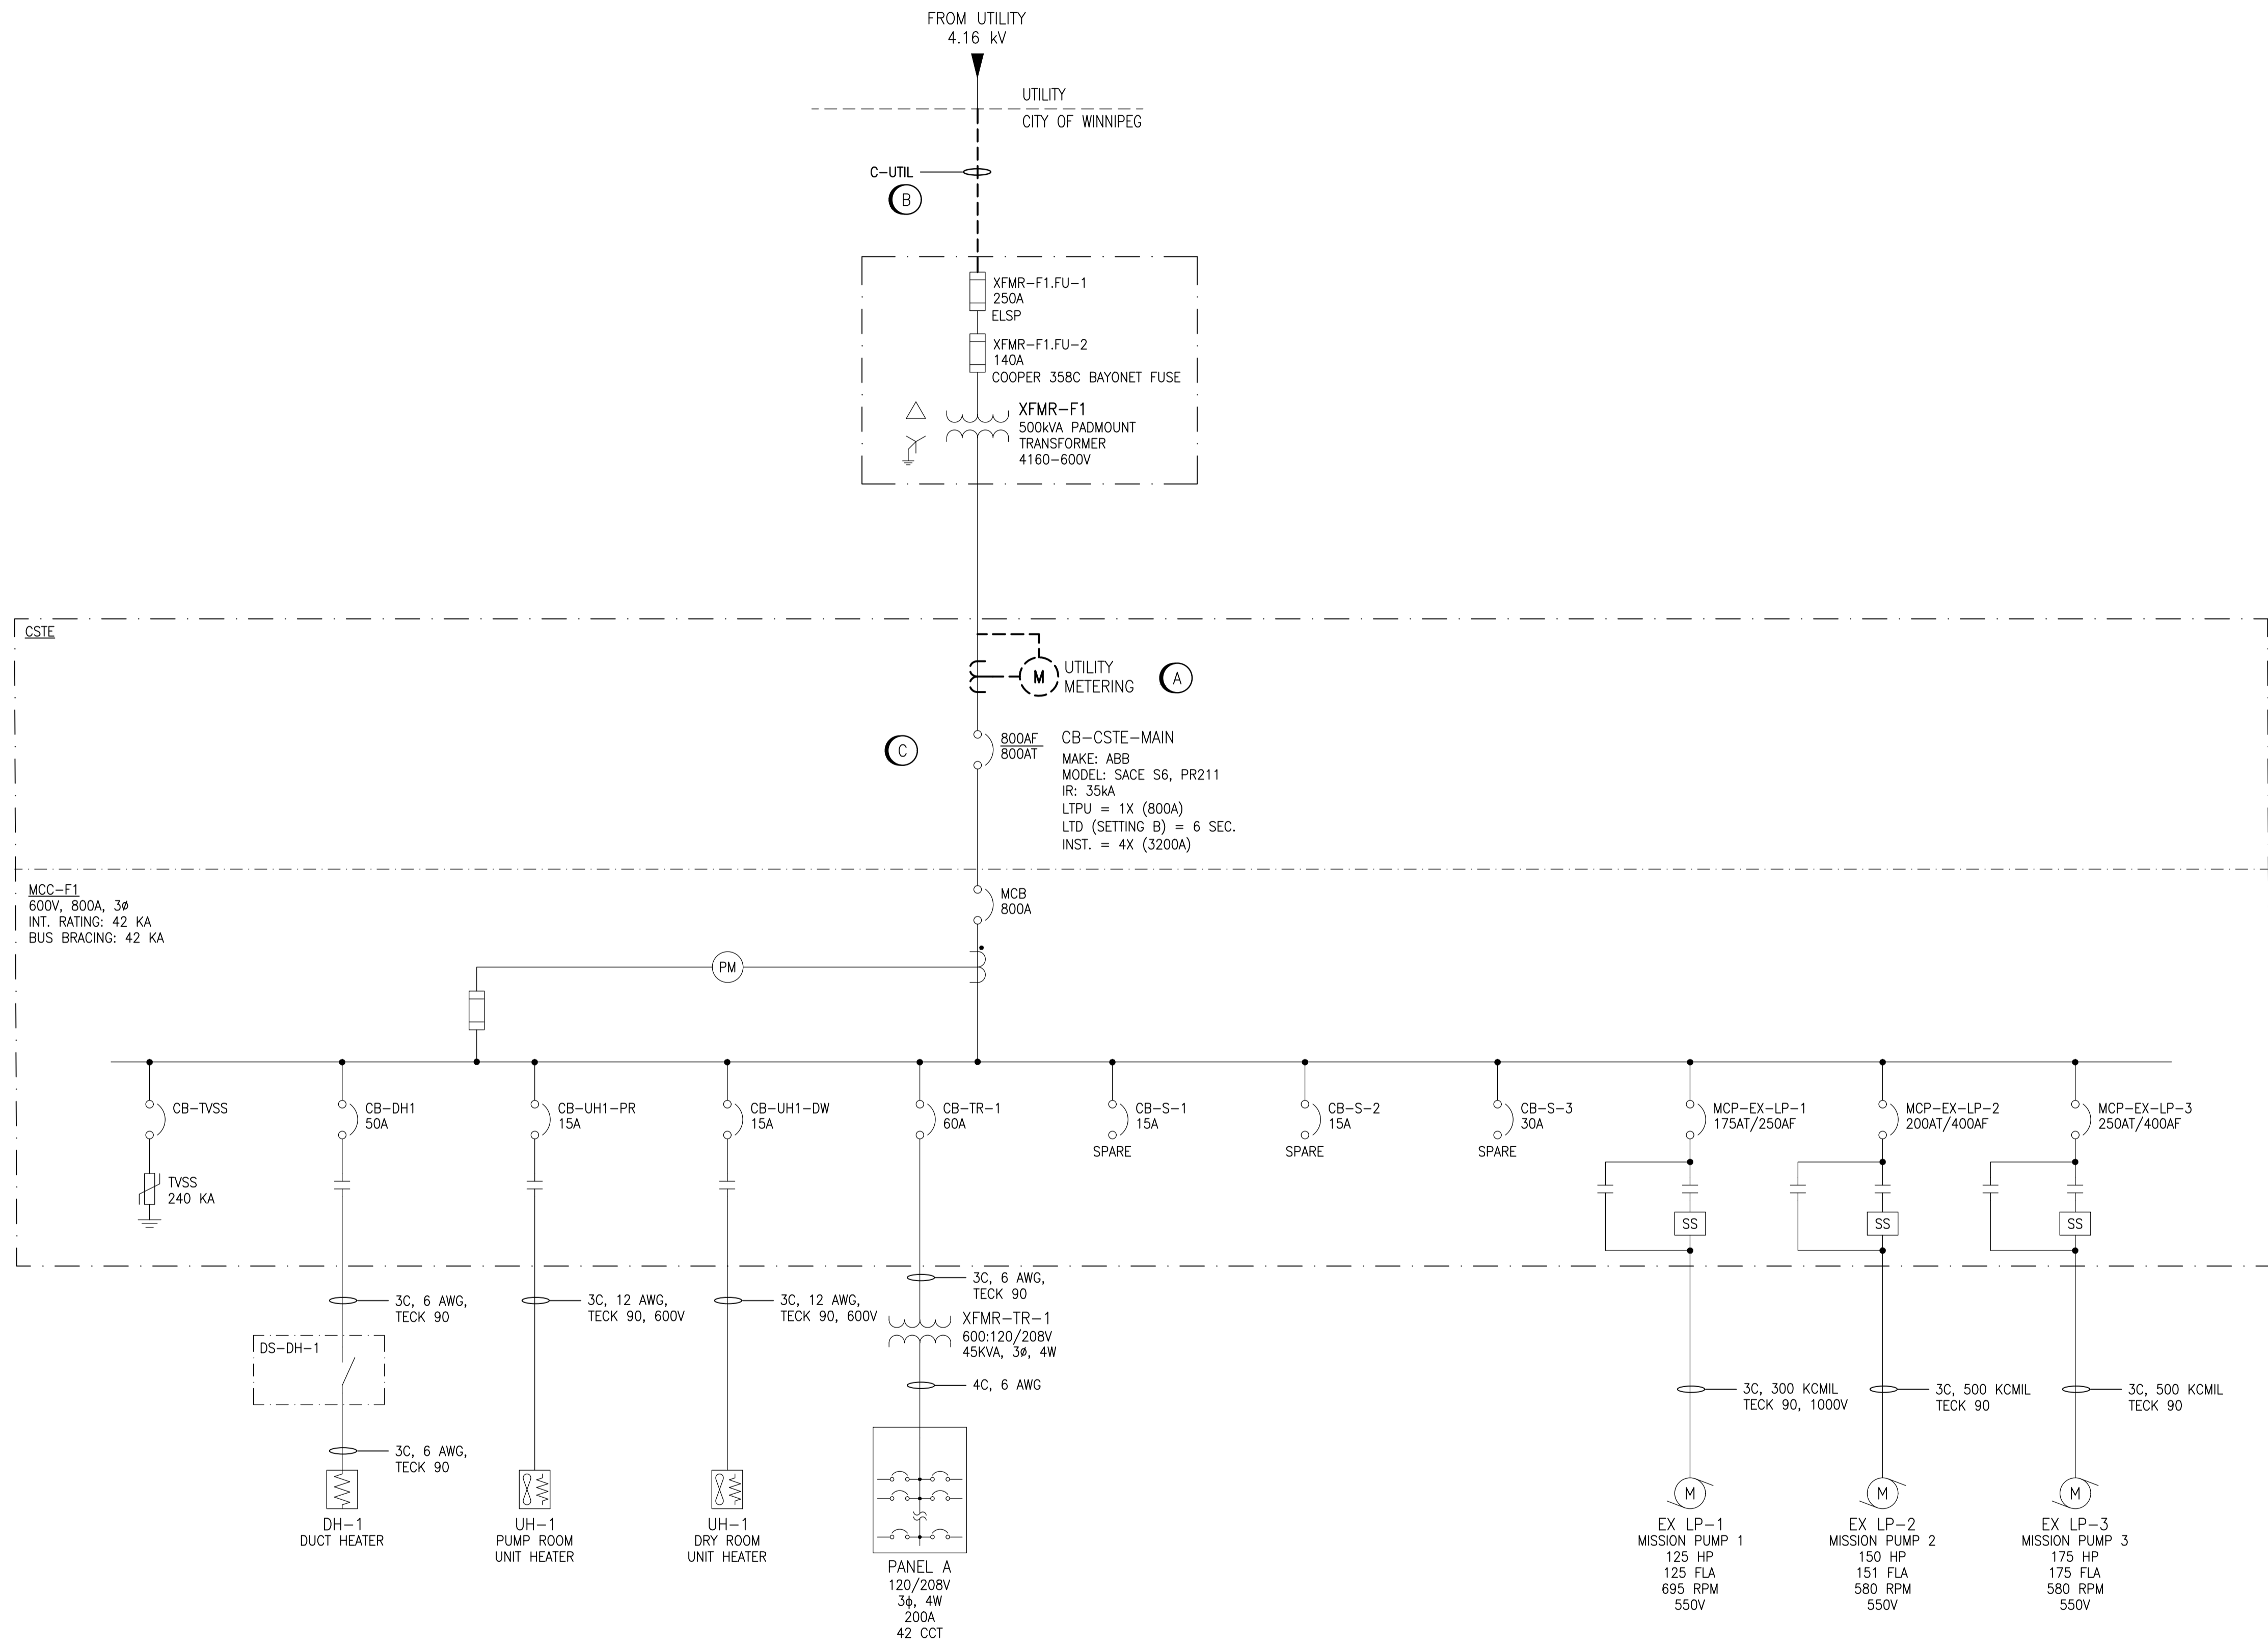 FROM UTILITY
4.16 kV
UTILITY
CITY OF WINNIPEG
C-UTIL
B
XFMR-F1.FU-1
250A
ELSP
XFMR-F1.FU-2
140A
COOPER 358C BAYONET FUSE
XFMR-F1
500kVA PADMOUNT
TRANSFORMER
4160-600V
CSTE
M
UTILITY
METERING
A
C
800AF
800AT
CB-CSTE-MAIN
MAKE: ABB
MODEL: SACE S6, PR211
IR: 35kA
LTPU = 1X (800A)
LTD (SETTING B) = 6 SEC.
INST. = 4X (3200A)
MCC-F1
600V, 800A, 3ø
INT. RATING: 42 KA
BUS BRACING: 42 KA
MCB
800A
PM
CB-TVSS
TVSS
240 KA
CB-DH1
50A
CB-UH1-PR
15A
CB-UH1-DW
15A
CB-TR-1
60A
CB-S-1
15A
SPARE
CB-S-2
15A
SPARE
CB-S-3
30A
SPARE
MCP-EX-LP-1
175AT/250AF
SS
MCP-EX-LP-2
200AT/400AF
SS
MCP-EX-LP-3
250AT/400AF
SS
3C, 6 AWG,
TECK 90
DS-DH-1
3C, 6 AWG,
TECK 90
DH-1
DUCT HEATER
3C, 12 AWG,
TECK 90, 600V
UH-1
PUMP ROOM
UNIT HEATER
3C, 12 AWG,
TECK 90, 600V
UH-1
DRY ROOM
UNIT HEATER
3C, 6 AWG,
TECK 90
XFMR-TR-1
600:120/208V
45KVA, 3ø, 4W
4C, 6 AWG
PANEL A
120/208V
3ϕ, 4W
200A
42 CCT
3C, 300 KCMIL
TECK 90, 1000V
M
EX LP-1
MISSION PUMP 1
125 HP
125 FLA
695 RPM
550V
3C, 500 KCMIL
TECK 90
M
EX LP-2
MISSION PUMP 2
150 HP
151 FLA
580 RPM
550V
3C, 500 KCMIL
TECK 90
M
EX LP-3
MISSION PUMP 3
175 HP
175 FLA
580 RPM
550V